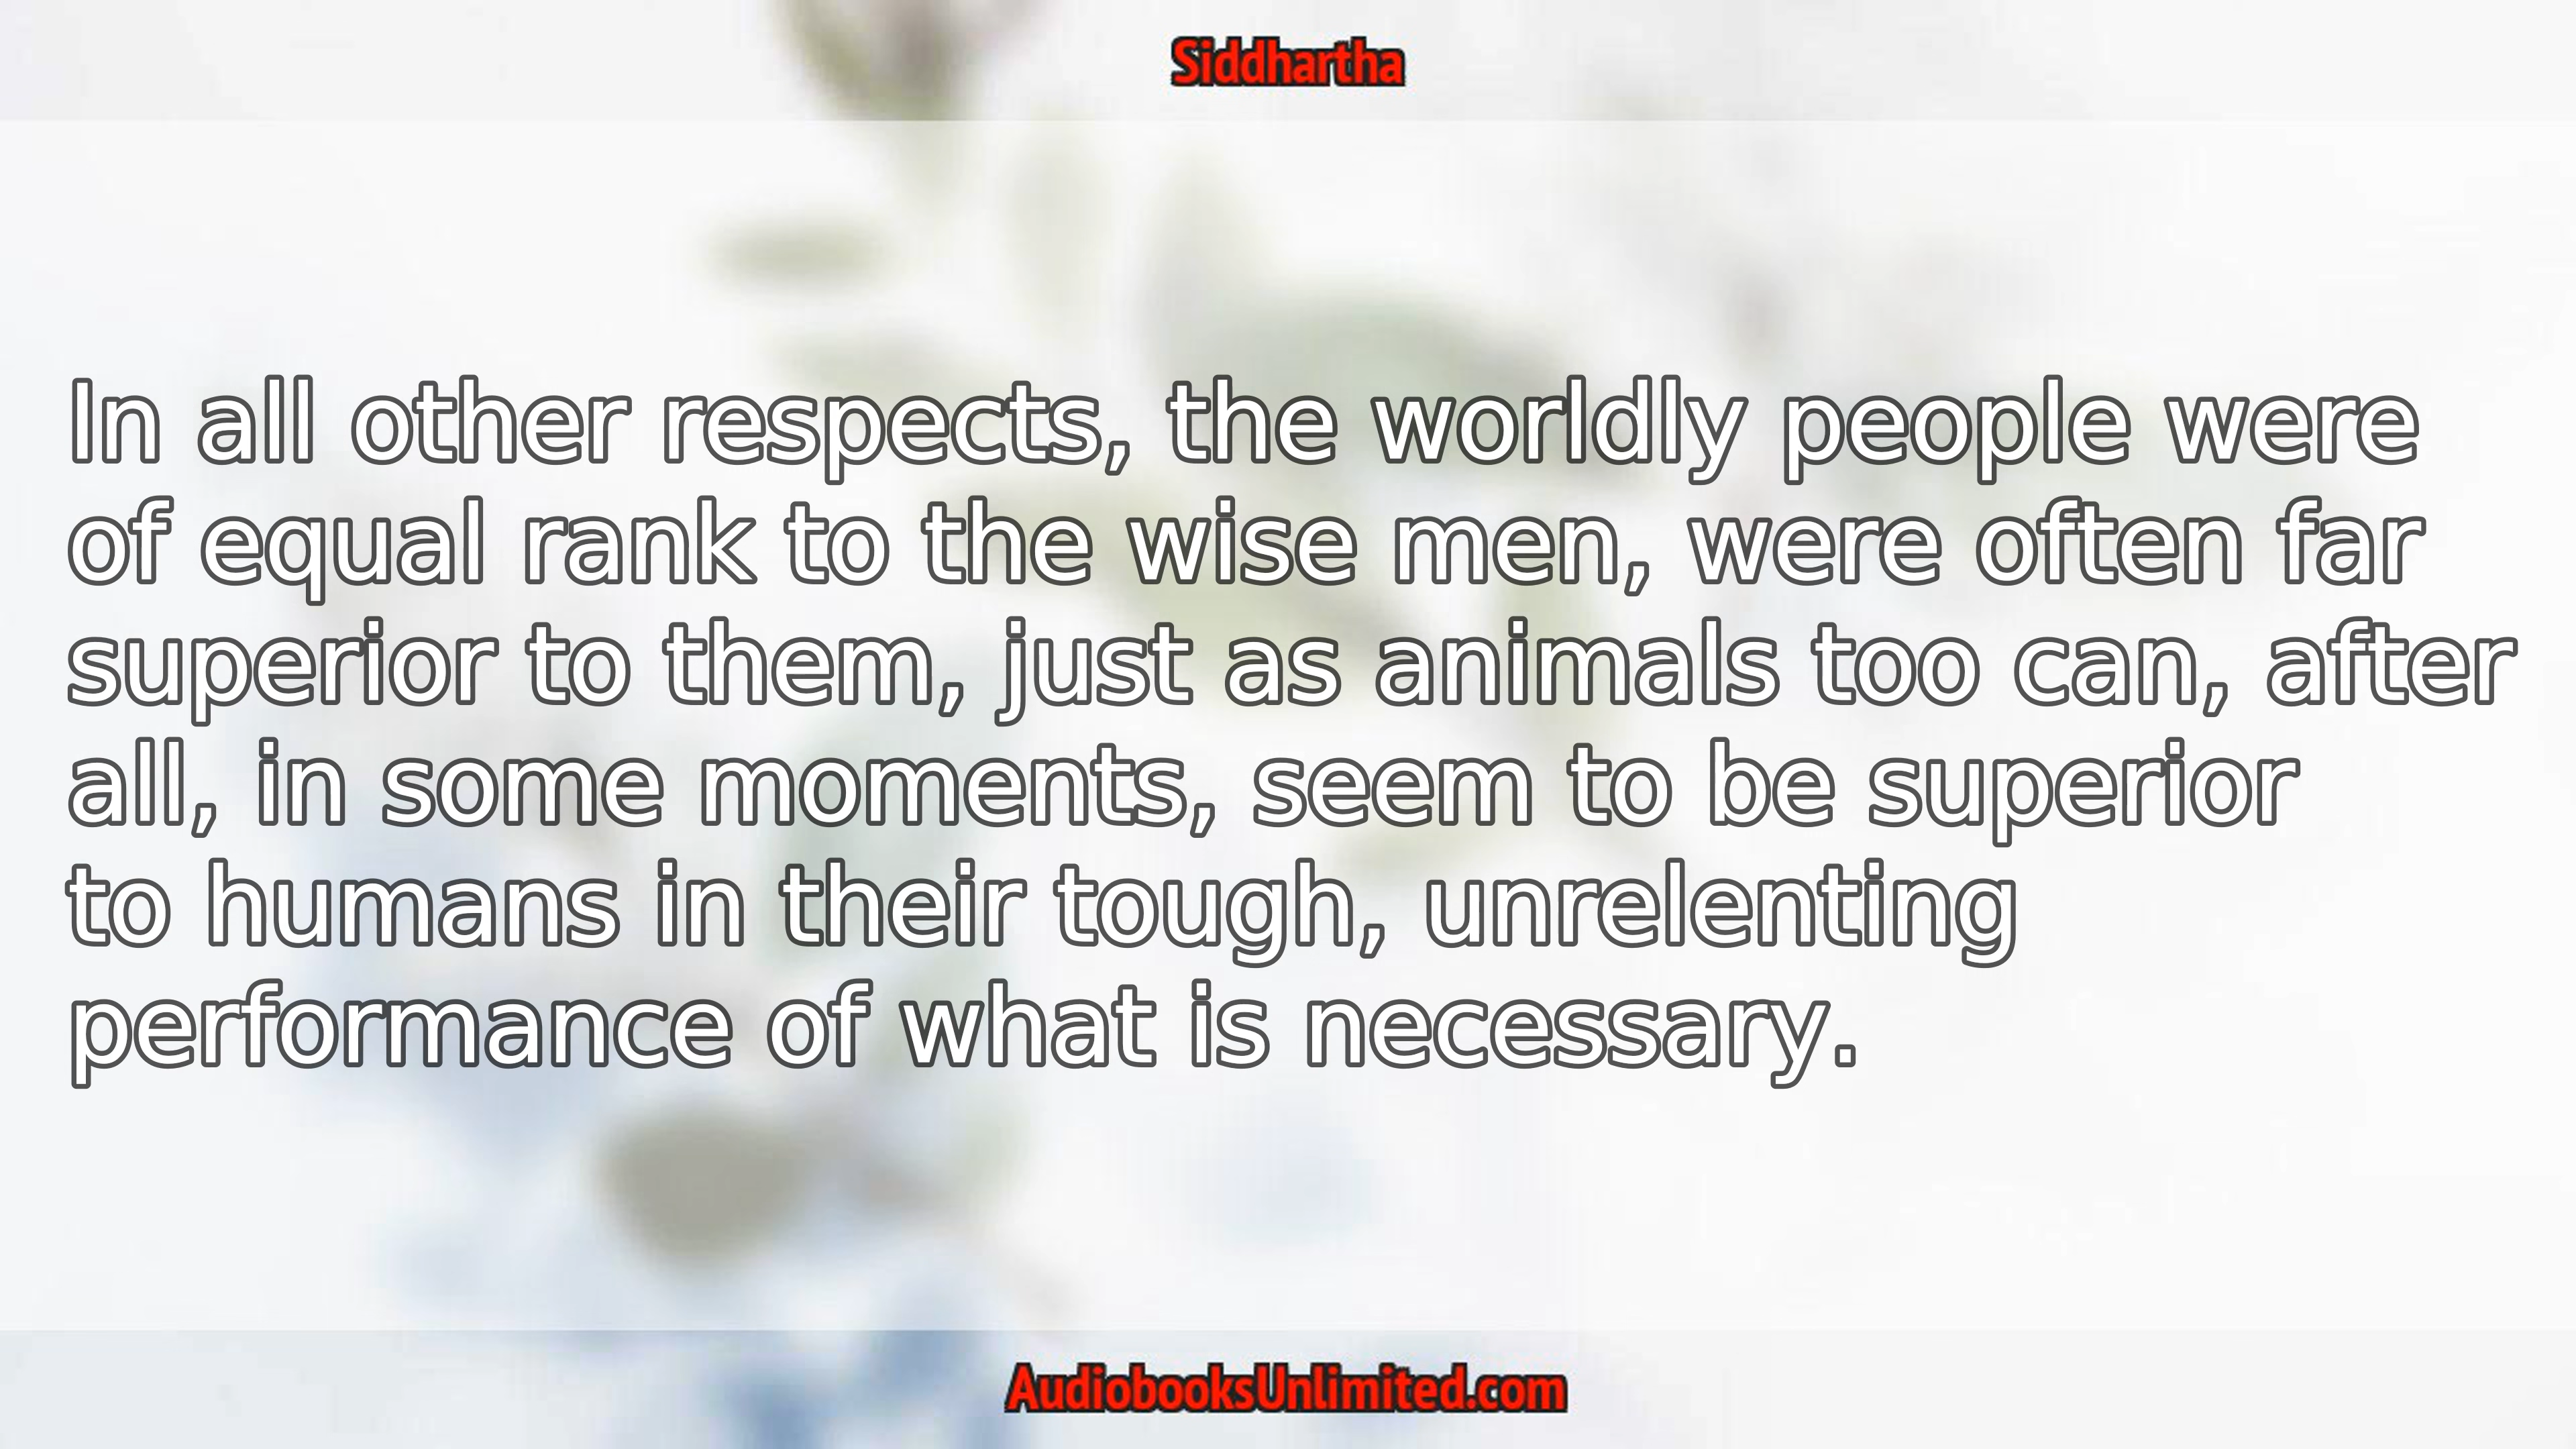 Siddhartha
In all other respects, the worldly people were
of equal rank to the wise men, were often far
superior to them, just as animals too can, after
all, in some moments, seem to be superior
to humans in their tough, unrelenting
performance of what is necessary.
AudiobooksUnlimited.com